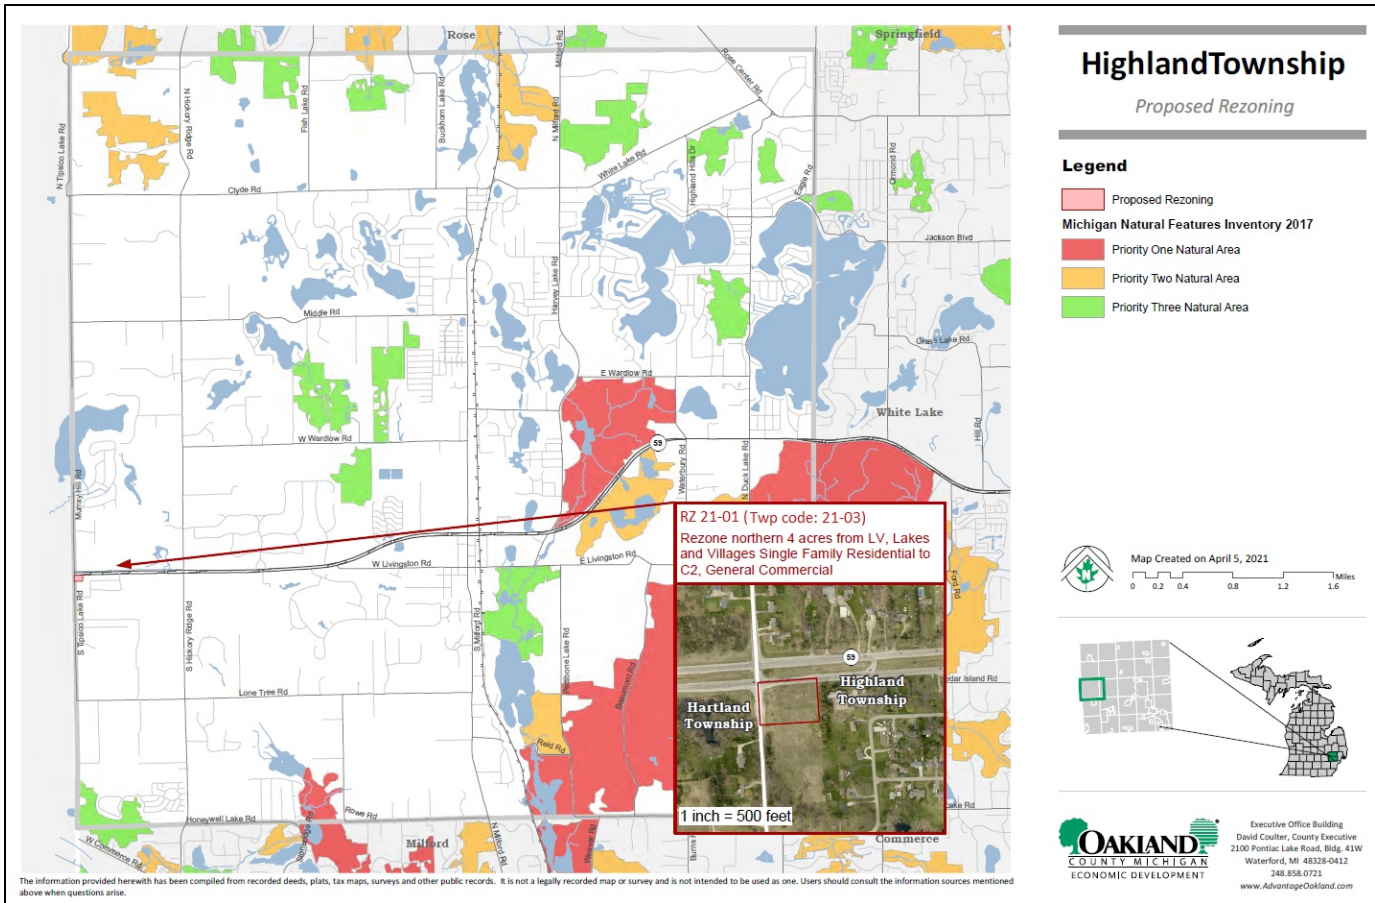 HighlandTownship
Proposed Rezoning
Legend
Proposed Rezoning
Michigan Natural Features Inventory 2017
Priority One Natural Area
Priority Two Natural Area
Priority Three Natural Area
Map Created on April 5, 2021
0 0.2 0.4 0.8 1.2 1.6
Miles
OAKLAND
COUNTY MICHIGAN
ECONOMIC DEVELOPMENT
Executive Office Building
David Coulter, County Executive
2100 Pontiac Lake Road, Bldg. 41W
Waterford, MI 48328-0412
248.858.0721
www.AdvantageOakland.com
Rose
Springfield
White Lake
Milford
Commerce
N Tipsico Lake Rd
N Hickory Ridge Rd
Fish Lake Rd
Buckhorn Lake Rd
Milford Rd
N Milford Rd
Rose Center Rd
White Lake Rd
Highland Hills Dr
Eagle Rd
Ormond Rd
Clyde Rd
Jackson Blvd
Harvey Lake Rd
Middle Rd
Grass Lake Rd
E Wardlow Rd
W Wardlow Rd
Hill Rd
59
Waterbury Rd
N Duck Lake Rd
Murray Hill Rd
W Livingston Rd
E Livingston Rd
Ford Rd
S Tipsico Lake Rd
S Hickory Ridge Rd
S Milford Rd
Pettibone Lake Rd
Beaumont Rd
Lone Tree Rd
Reid Rd
Honeywell Lake Rd
Rowe Rd
W Commerce Rd
N Milford Rd
Weaver Rd
RZ 21-01 (Twp code: 21-03)
Rezone northern 4 acres from LV, Lakes
and Villages Single Family Residential to
C2, General Commercial
59
Hartland
Township
Highland
Township
1 inch = 500 feet
The information provided herewith has been compiled from recorded deeds, plats, tax maps, surveys and other public records. It is not a legally recorded map or survey and is not intended to be used as one. Users should consult the information sources mentioned
above when questions arise.